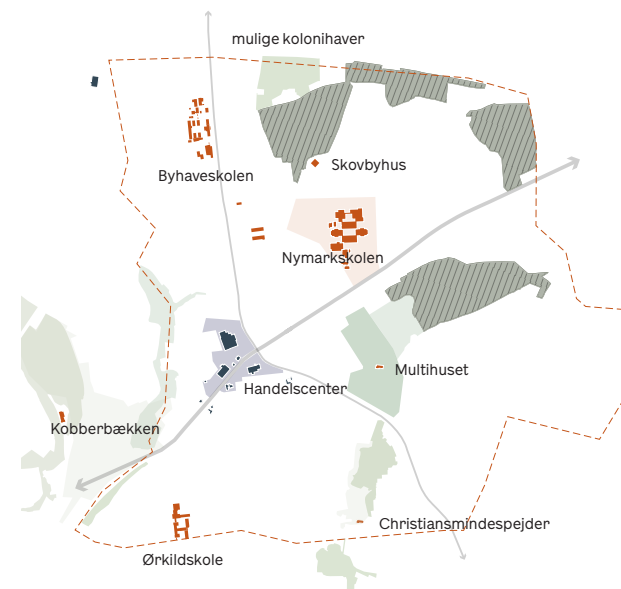 mulige kolonihaver
Skovbyhus
Byhaveskolen
Nymarkskolen
Multihuset
Handelscenter
Kobberbækken
Christiansmindespejder
Ørkildskole